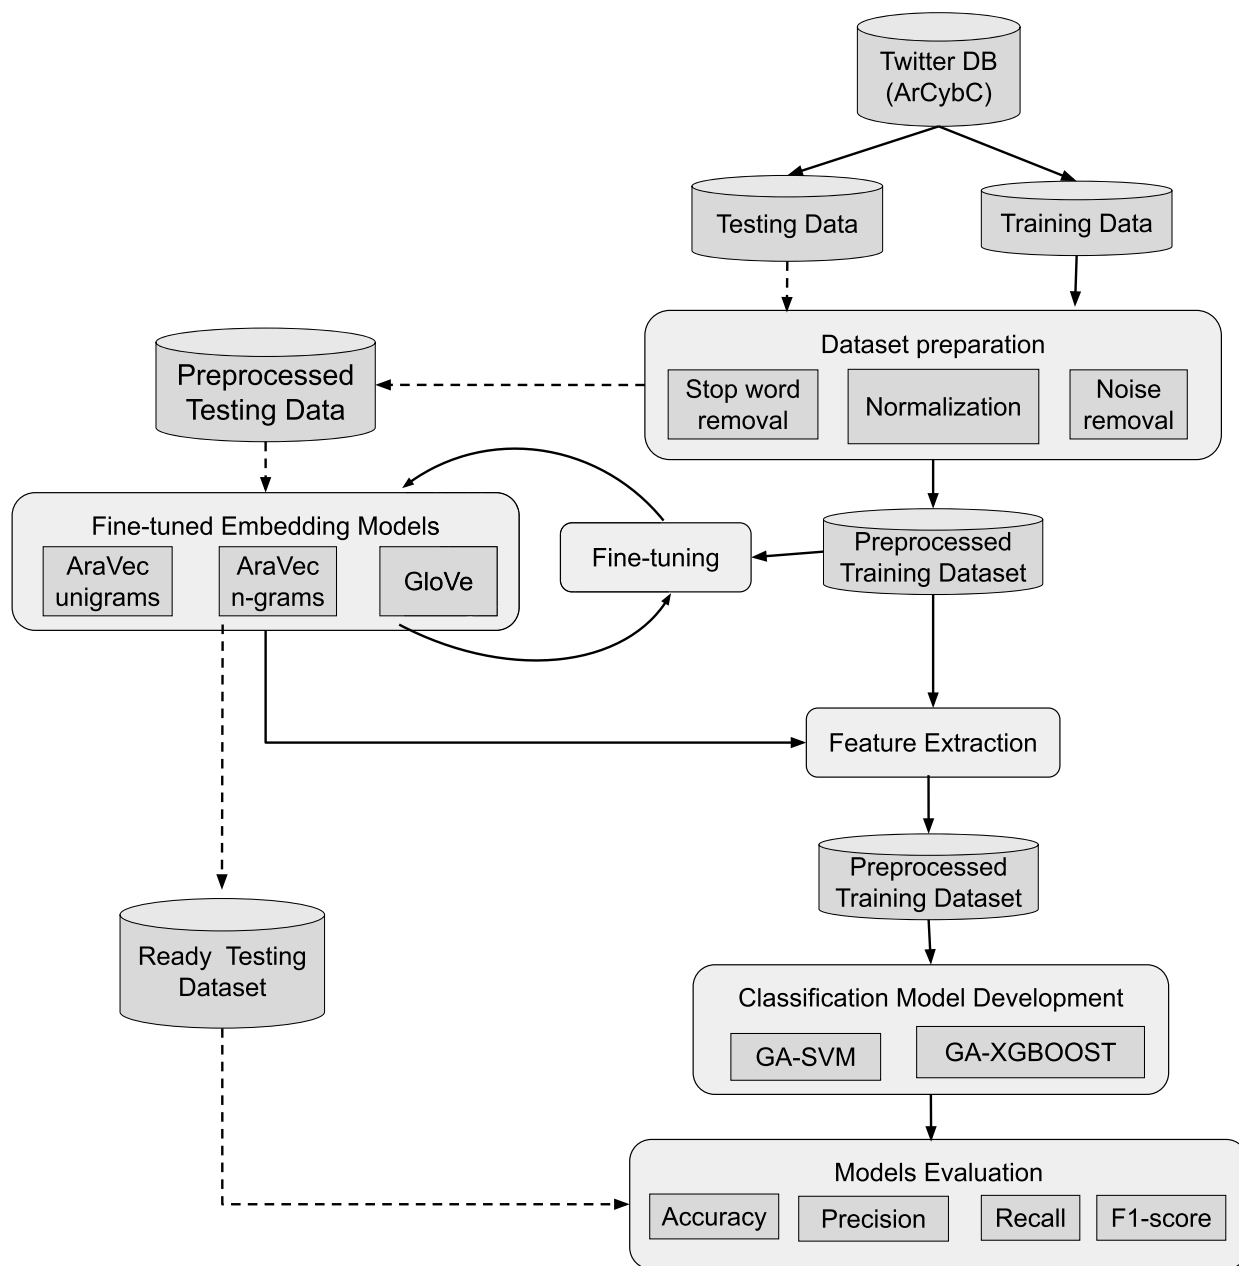 Twitter DB
(ArCybC)
Testing Data
Training Data
Dataset preparation
Stop word
removal
Normalization
Noise
removal
Preprocessed
Testing Data
Fine-tuned Embedding Models
AraVec
unigrams
AraVec
n-grams
GloVe
Fine-tuning
Preprocessed
Training Dataset
Feature Extraction
Preprocessed
Training Dataset
Ready Testing
Dataset
Classification Model Development
GA-SVM
GA-XGBOOST
Models Evaluation
Accuracy
Precision
Recall
F1-score